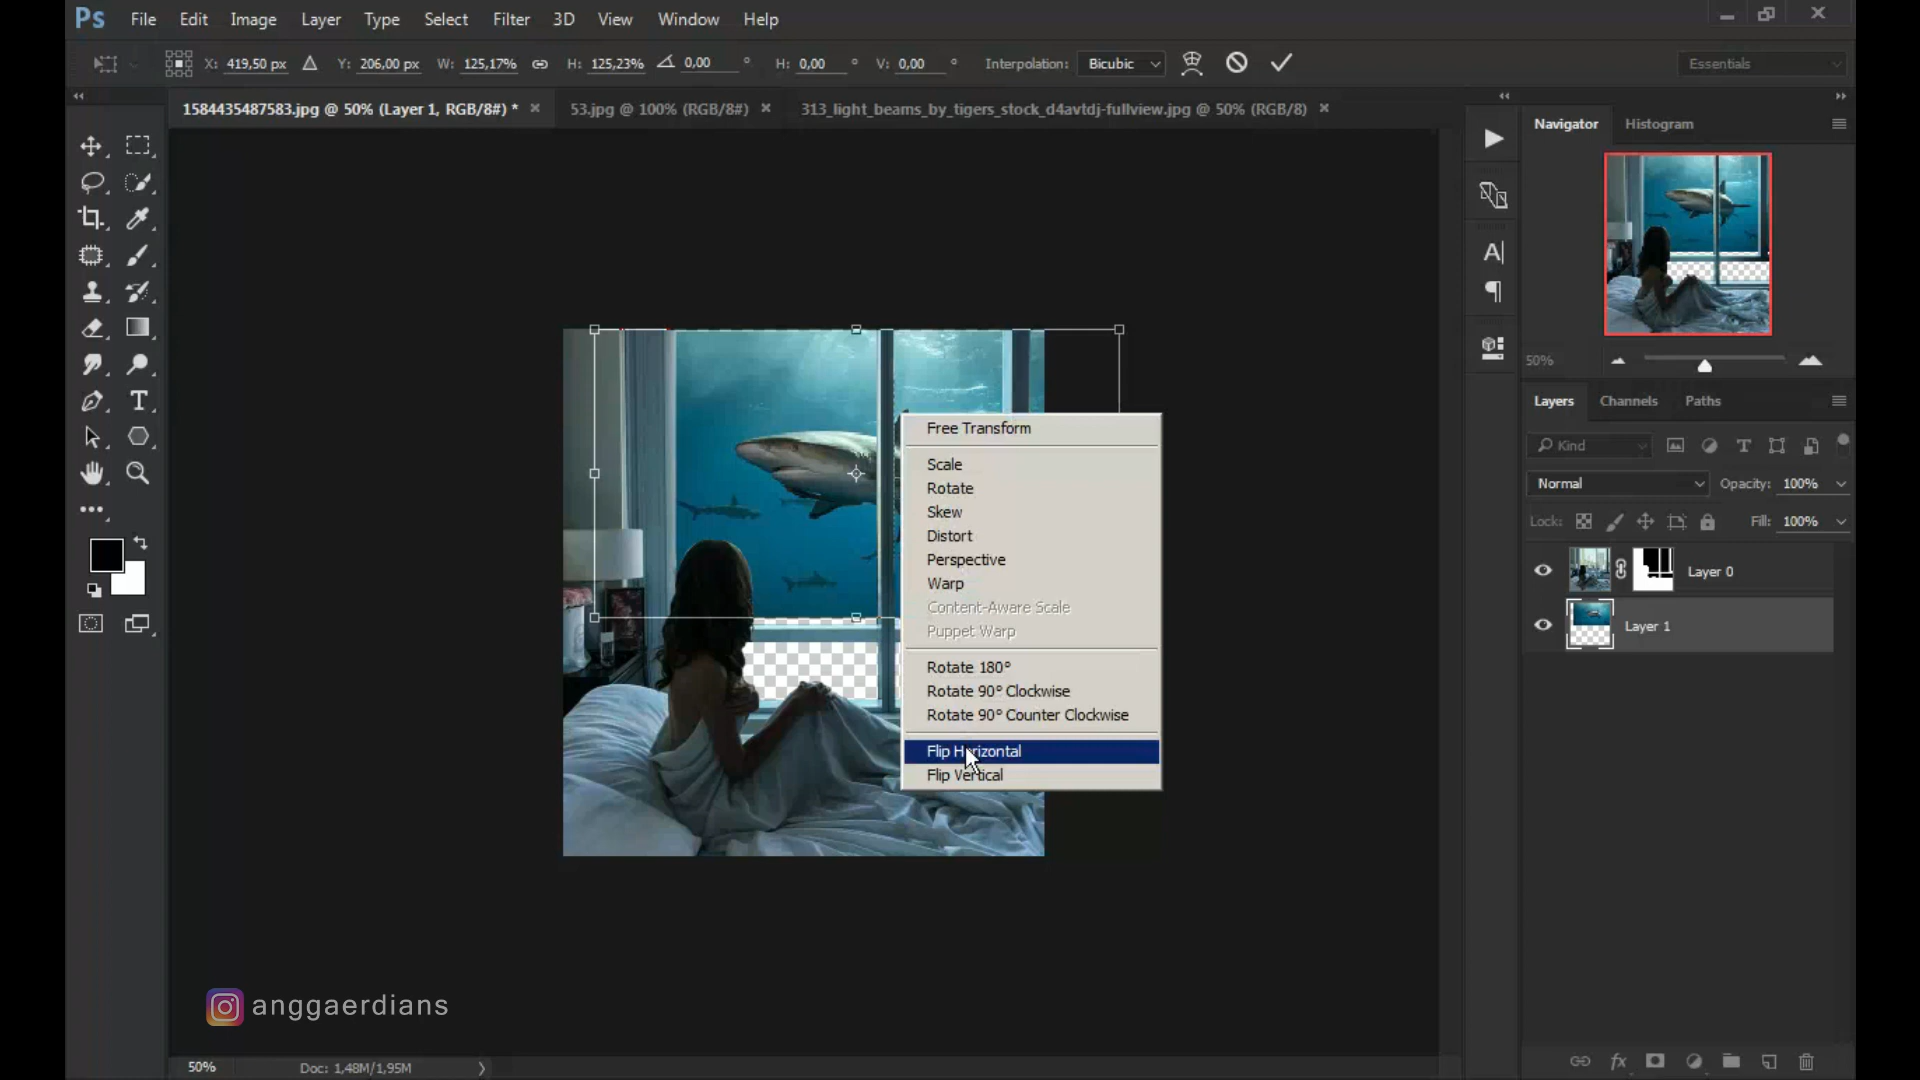 Ps File Edit Image Layer Type Select Filter 3D View Window Help
X: 419,50 px Y: 206,00 px W: 125,17% H: 125,23% 0,00 ° H: 0,00 ° V: 0,00 ° Interpolation: Bicubic Essentials
1584435487583.jpg @ 50% (Layer 1, RGB/8#) * × 53.jpg @ 100% (RGB/8#) × 313_light_beams_by_tigers_stock_d4avtdj-fullview.jpg @ 50% (RGB/8) ×
Navigator Histogram
50%
Layers Channels Paths
Kind
Normal Opacity: 100%
Lock: Fill: 100%
Layer 0
Layer 1
Free Transform
Scale
Rotate
Skew
Distort
Perspective
Warp
Content-Aware Scale
Puppet Warp
Rotate 180°
Rotate 90° Clockwise
Rotate 90° Counter Clockwise
Flip Horizontal
Flip Vertical
anggaerdians
50% Doc: 1,48M/1,95M
fx